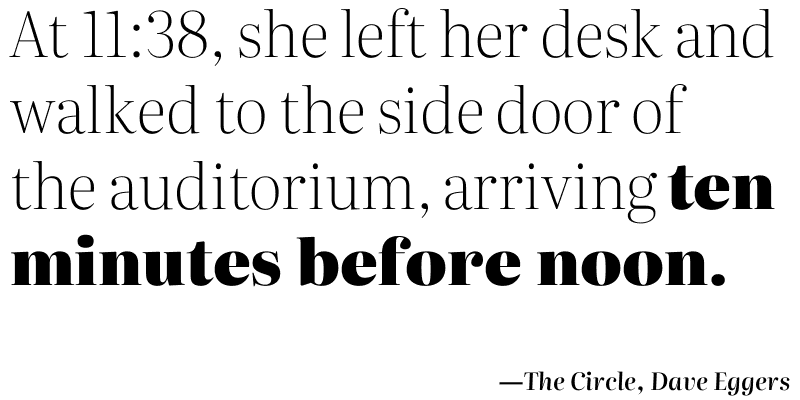 At 11:38, she left her desk and
walked to the side door of
the auditorium, arriving ten
minutes before noon.
—The Circle, Dave Eggers